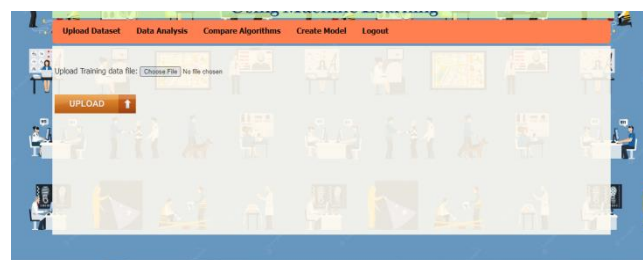 Using Machine Learning
Upload Dataset Data Analysis Compare Algorithms Create Model Logout
Upload Training data file: Choose File No file chosen
UPLOAD